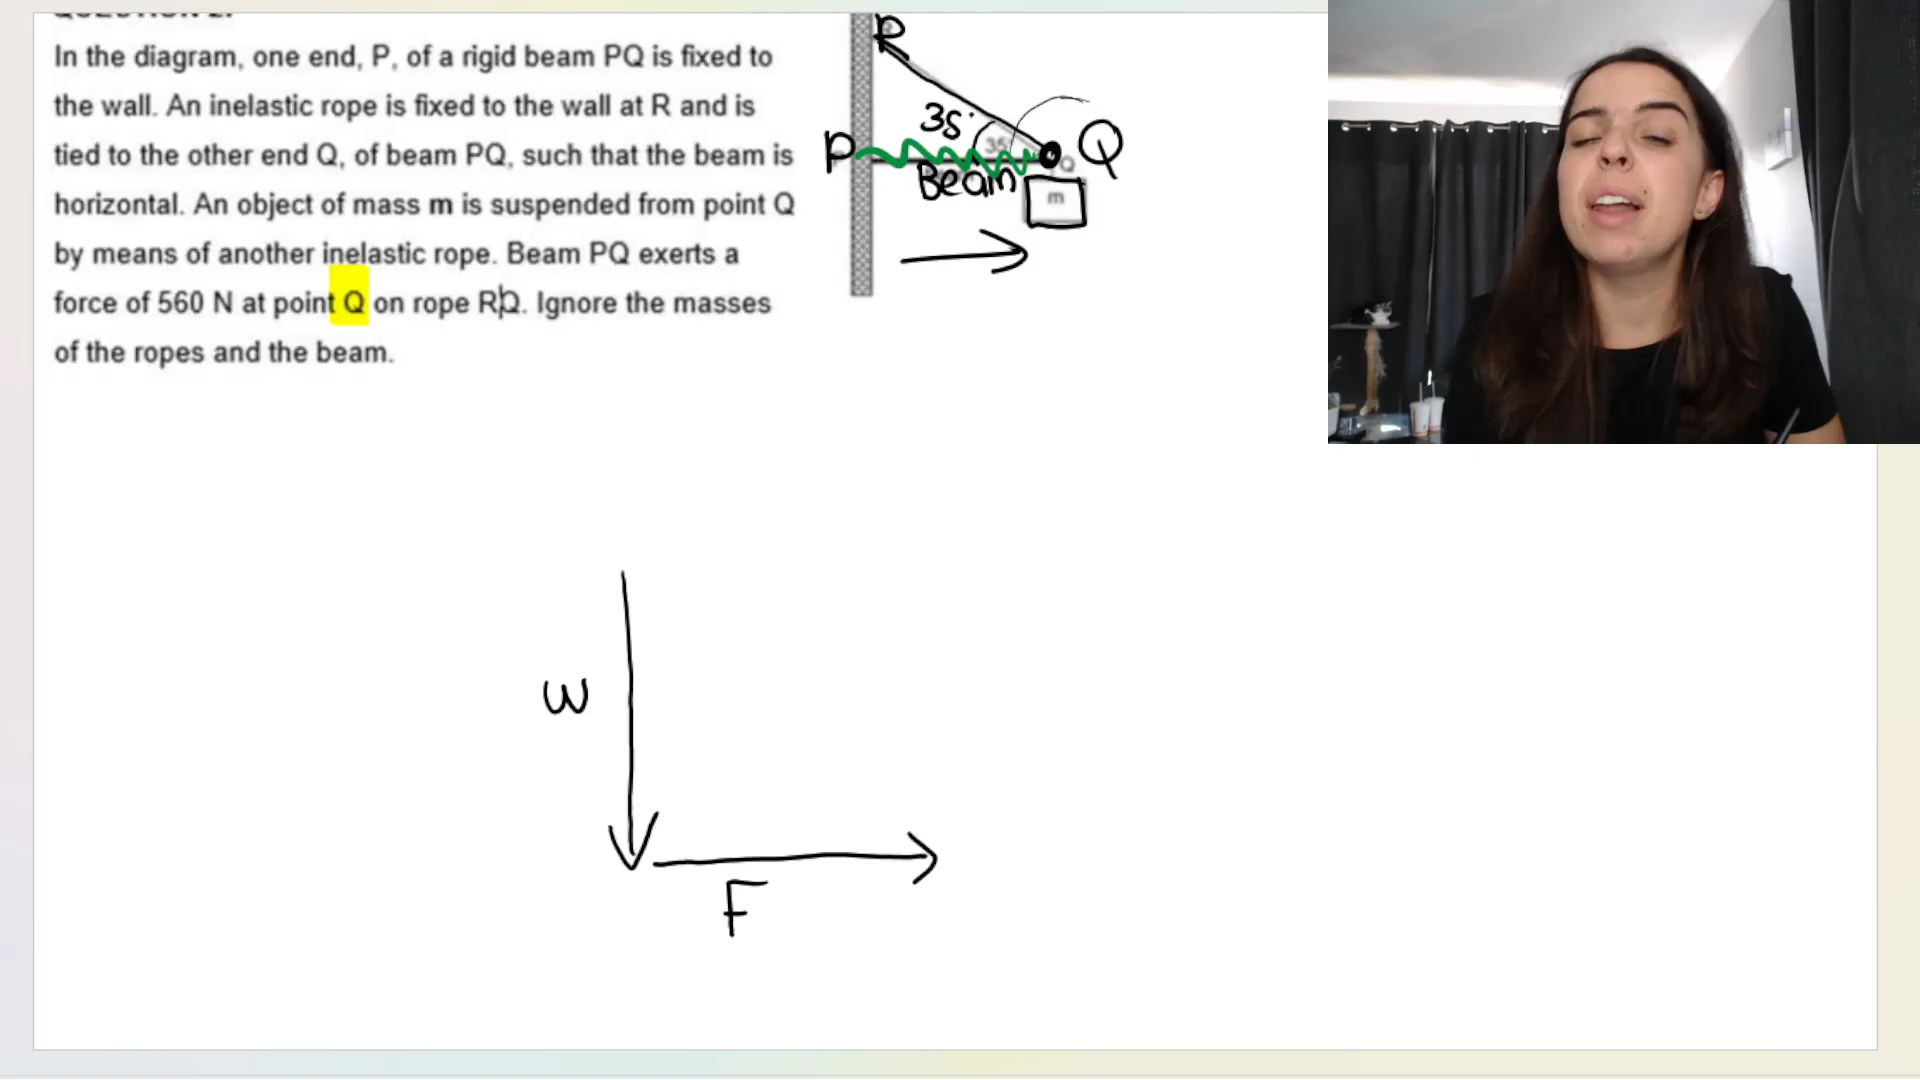 In the diagram, one end, P, of a rigid beam PQ is fixed to
the wall. An inelastic rope is fixed to the wall at R and is
tied to the other end Q, of beam PQ, such that the beam is
horizontal. An object of mass m is suspended from point Q
by means of another inelastic rope. Beam PQ exerts a
force of 560 N at point Q on rope RQ. Ignore the masses
of the ropes and the beam.
R
35°
35
P
Q
Q
Beam
m
W
F